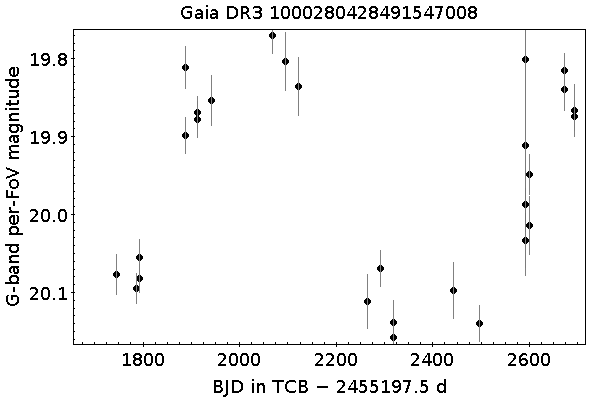 Gaia DR3 1000280428491547008
G-band per-FoV magnitude
19.8
19.9
20.0
20.1
1800 2000 2200 2400 2600
BJD in TCB − 2455197.5 d